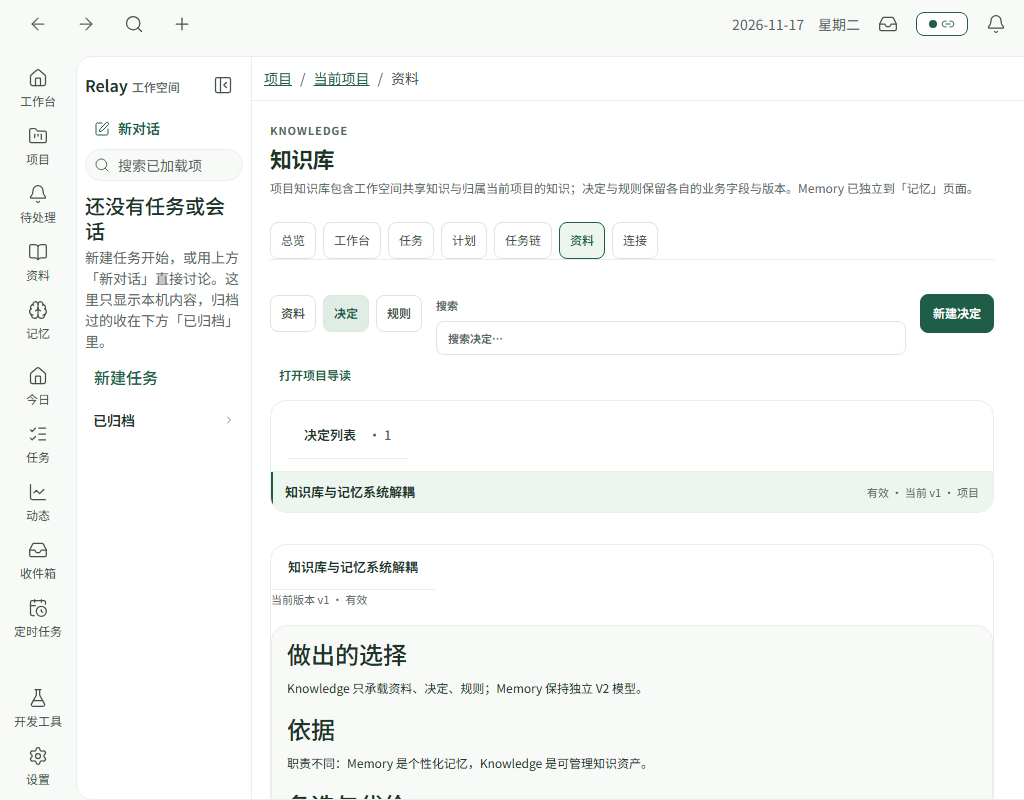 2026-11-17 星期二
工作台
项目
待处理
资料
记忆
今日
任务
动态
收件箱
定时任务
开发工具
设置
Relay 工作空间
新对话
搜索已加载项
还没有任务或会
话
新建任务开始，或用上方
「新对话」直接讨论。这
里只显示本机内容，归档
过的收在下方「已归档」
里。
新建任务
已归档
项目 / 当前项目 / 资料
KNOWLEDGE
知识库
项目知识库包含工作空间共享知识与归属当前项目的知识；决定与规则保留各自的业务字段与版本。Memory 已独立到「记忆」页面。
总览 工作台 任务 计划 任务链 资料 连接
资料 决定 规则
搜索
搜索决定…
新建决定
打开项目导读
决定列表 • 1
知识库与记忆系统解耦
有效 • 当前 v1 • 项目
知识库与记忆系统解耦
当前版本 v1 • 有效
做出的选择
Knowledge 只承载资料、决定、规则；Memory 保持独立 V2 模型。
依据
职责不同：Memory 是个性化记忆，Knowledge 是可管理知识资产。